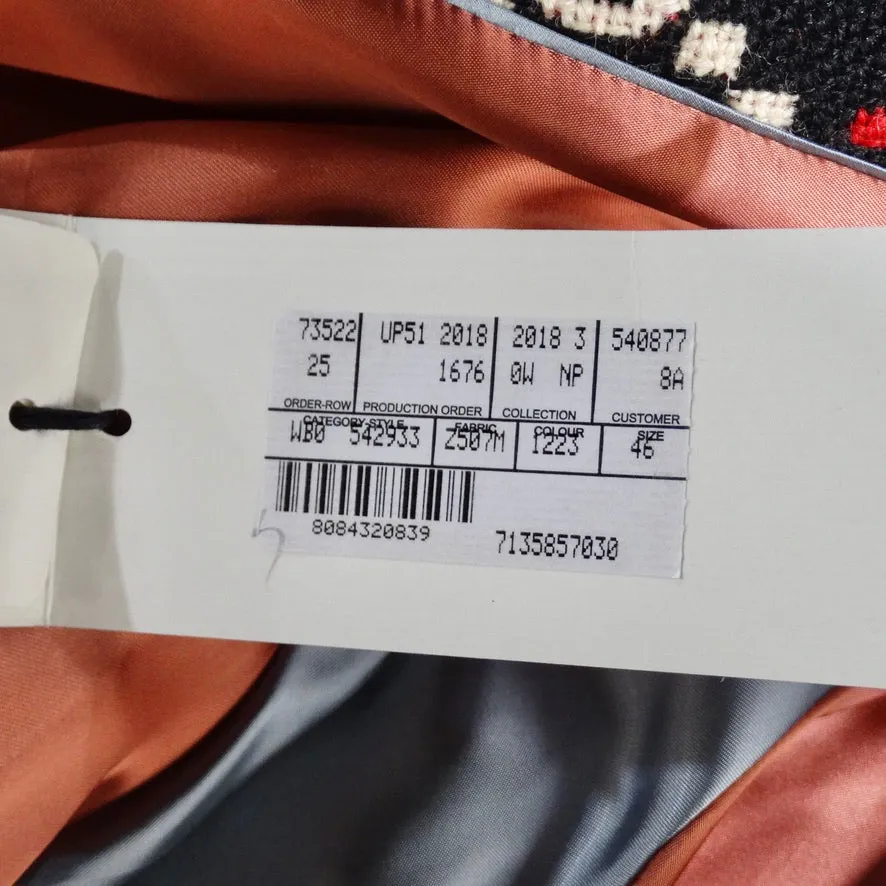 73522 UP51 2018 2018 3 540877
25 1676 0W NP 8A
ORDER-ROW PRODUCTION ORDER COLLECTION CUSTOMER
CATEGORY-STYLE FABRIC COLOUR SIZE
WB0 542933 Z507M 1223 46
8084320839 7135857030
5